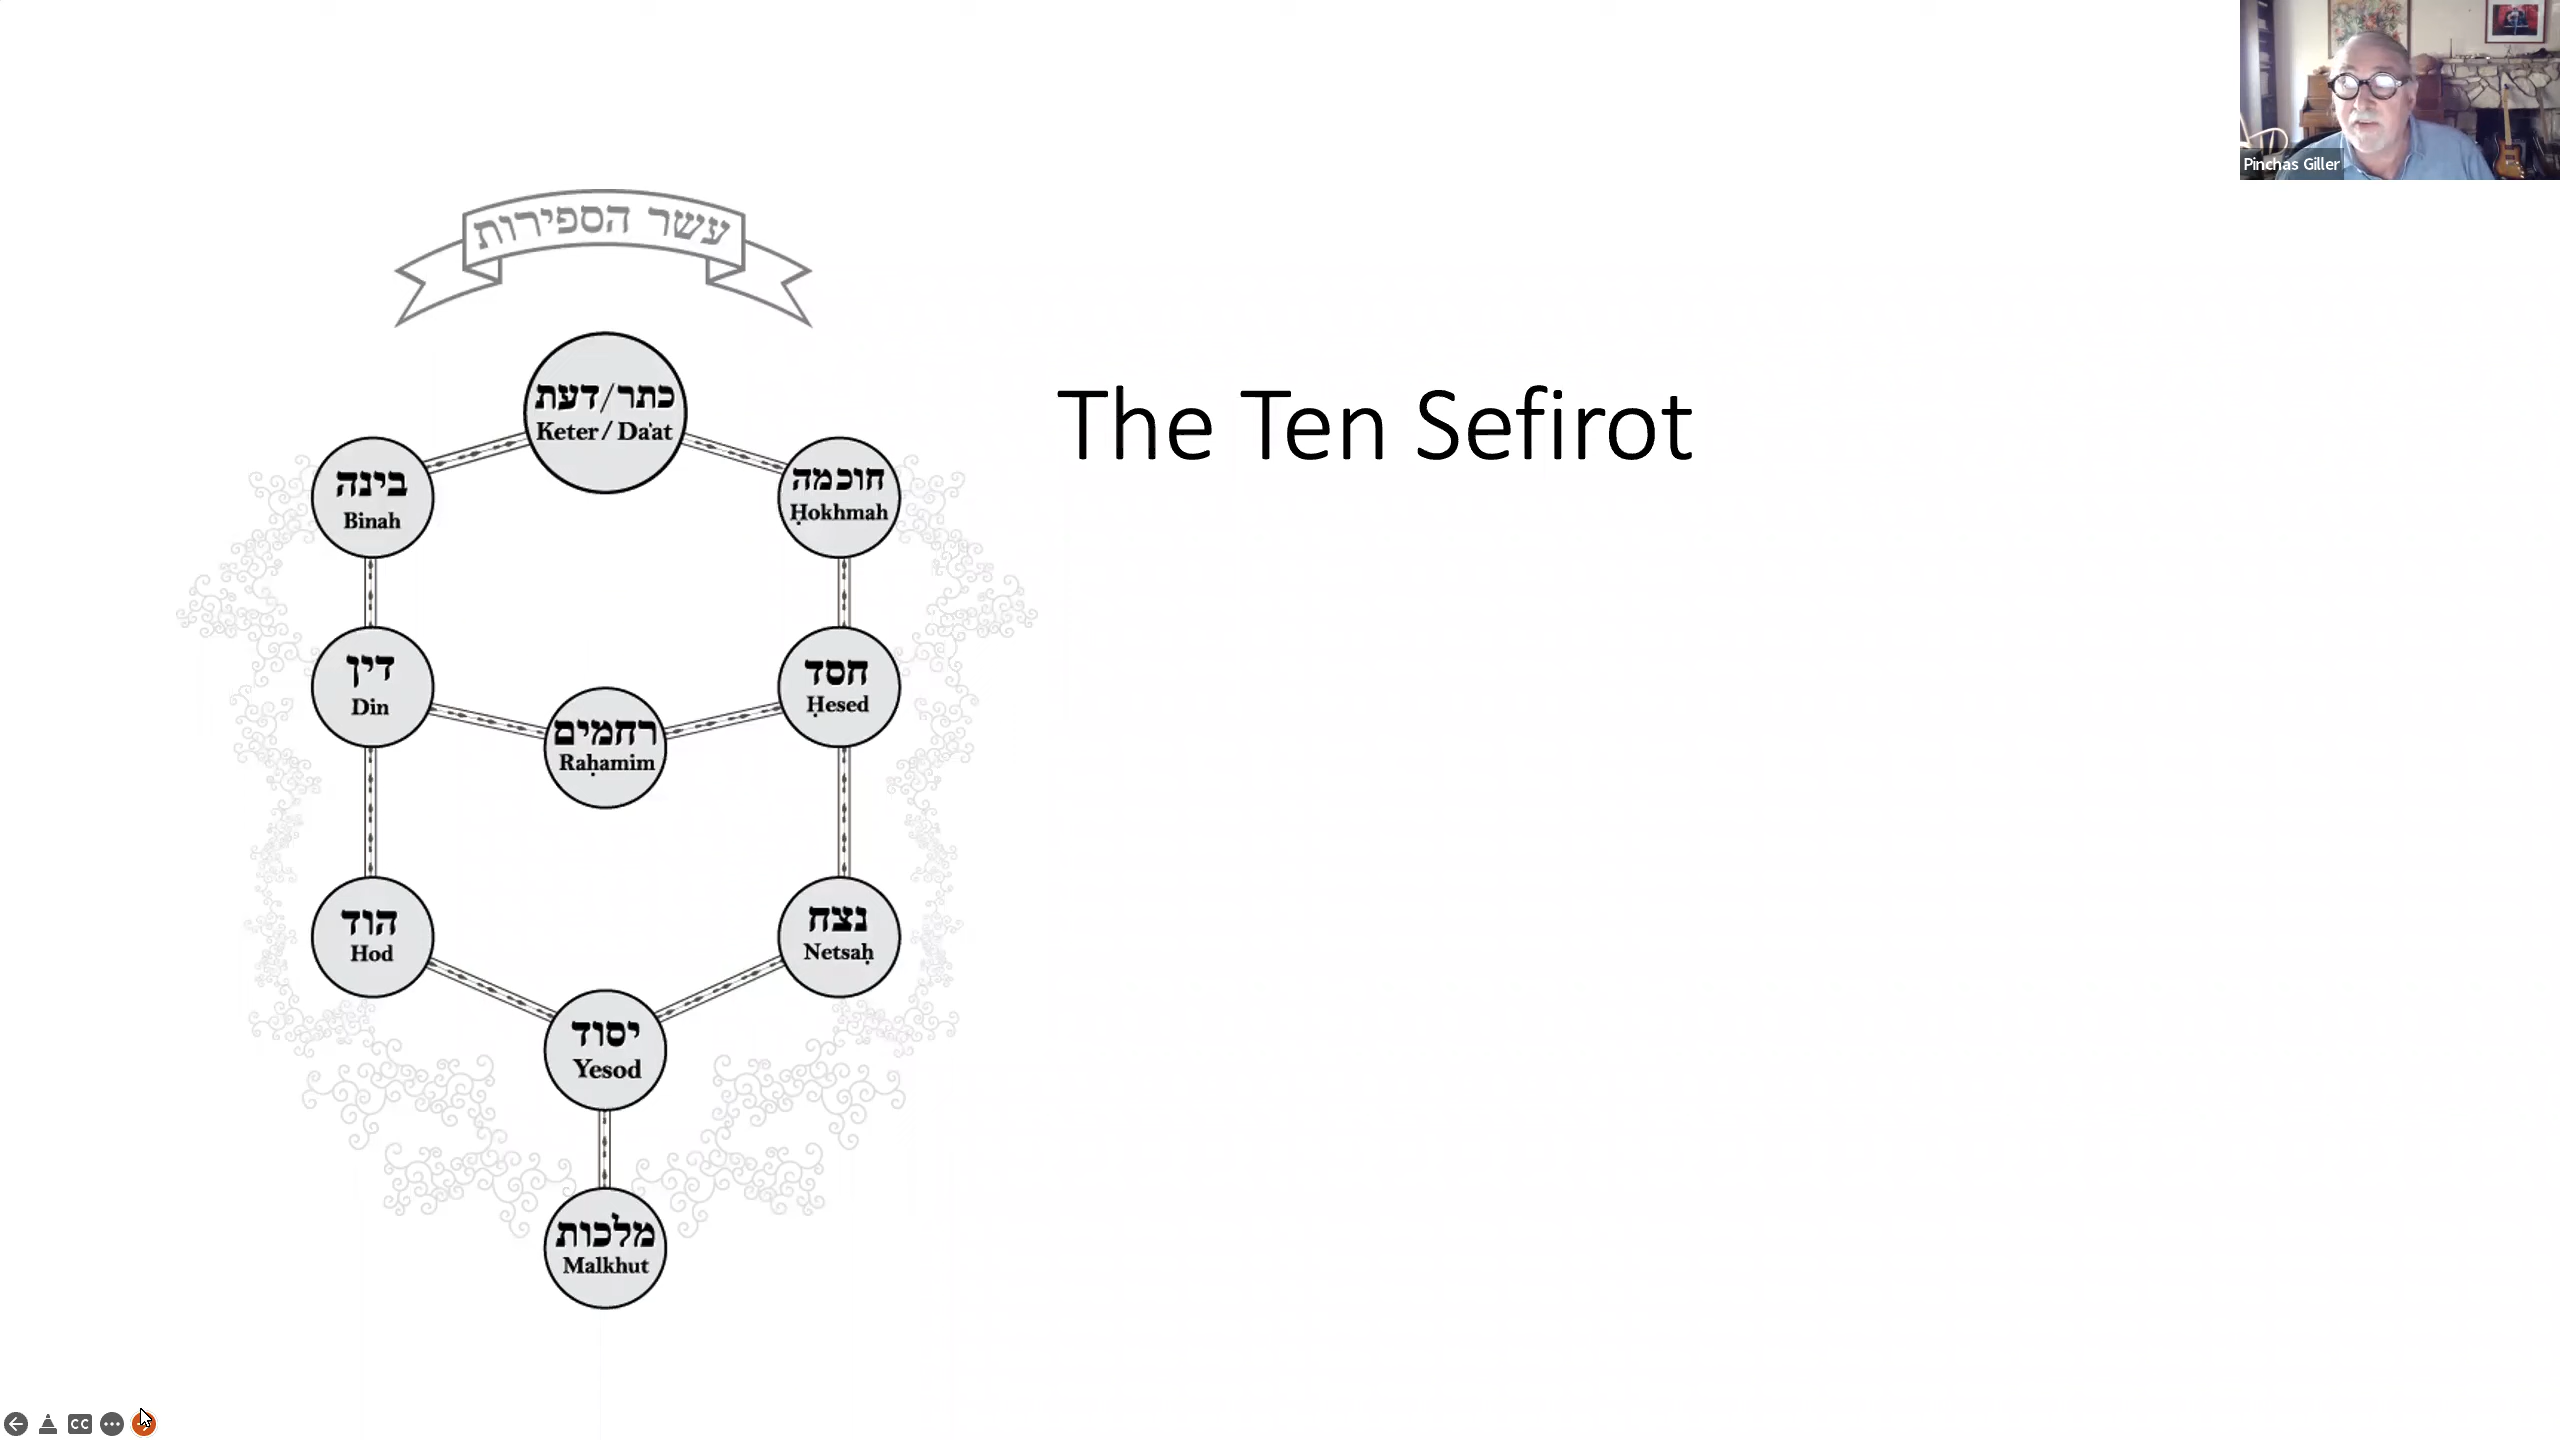 Pinchas Giller
עשר הספירות
כתר/דעת
Keter/Da'at
בינה
Binah
חוכמה
Ḥokhmah
The Ten Sefirot
דין
Din
חסד
Ḥesed
רחמים
Raḥamim
הוד
Hod
נצח
Netsaḥ
יסוד
Yesod
מלכות
Malkhut
CC